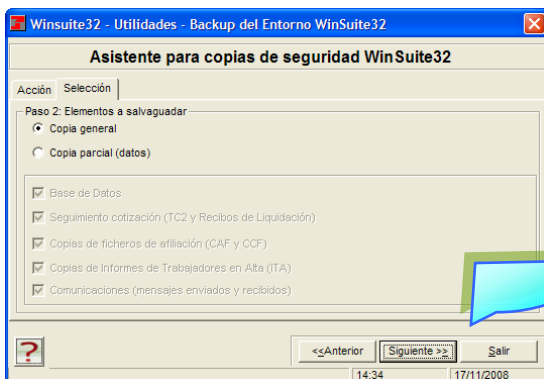 Winsuite32 - Utilidades - Backup del Entorno WinSuite32
Asistente para copias de seguridad WinSuite32
Acción Selección
Paso 2: Elementos a salvaguadar
Copia general
Copia parcial (datos)
Base de Datos
Seguimiento cotización (TC2 y Recibos de Liquidación)
Copias de ficheros de afiliación (CAF y CCF)
Copias de Informes de Trabajadores en Alta (ITA)
Comunicaciones (mensajes enviados y recibidos)
? <<Anterior Siguiente >> Salir
14:34 17/11/2008